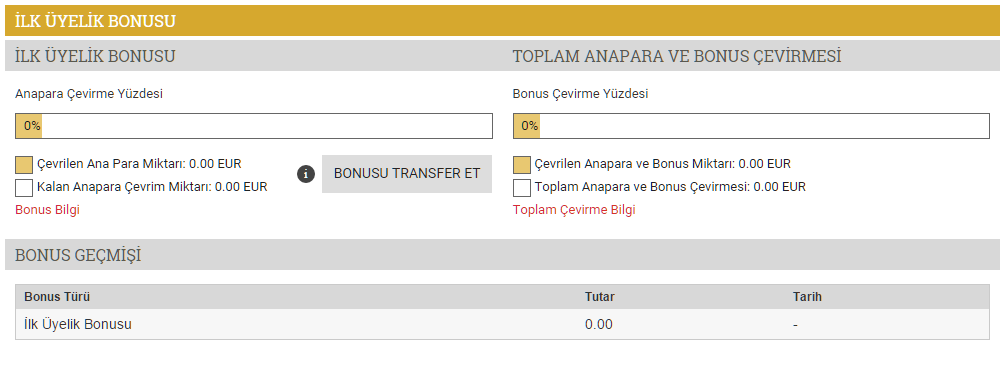 İLK ÜYELİK BONUSU
İLK ÜYELİK BONUSU
Anapara Çevirme Yüzdesi
0%
Çevrilen Ana Para Miktarı: 0.00 EUR
Kalan Anapara Çevrim Miktarı: 0.00 EUR
i
BONUSU TRANSFER ET
Bonus Bilgi
TOPLAM ANAPARA VE BONUS ÇEVİRMESİ
Bonus Çevirme Yüzdesi
0%
Çevrilen Anapara ve Bonus Miktarı: 0.00 EUR
Toplam Anapara ve Bonus Çevirmesi: 0.00 EUR
Toplam Çevirme Bilgi
BONUS GEÇMİŞİ
Bonus Türü Tutar Tarih
İlk Üyelik Bonusu 0.00 -